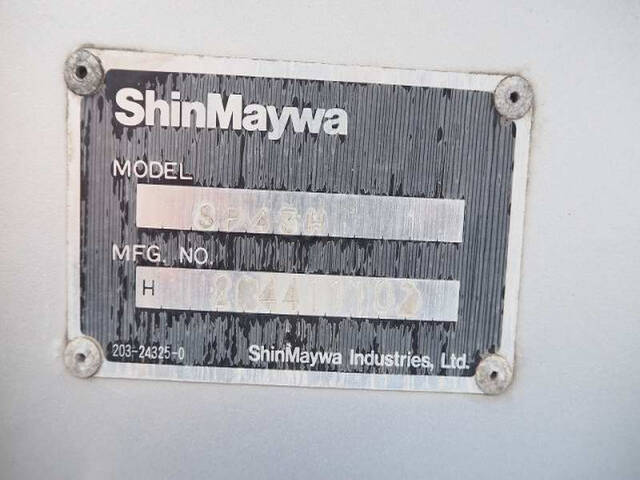 ShinMaywa
MODEL
MFG. NO.
H
203-24325-0
ShinMaywa Industries, Ltd.